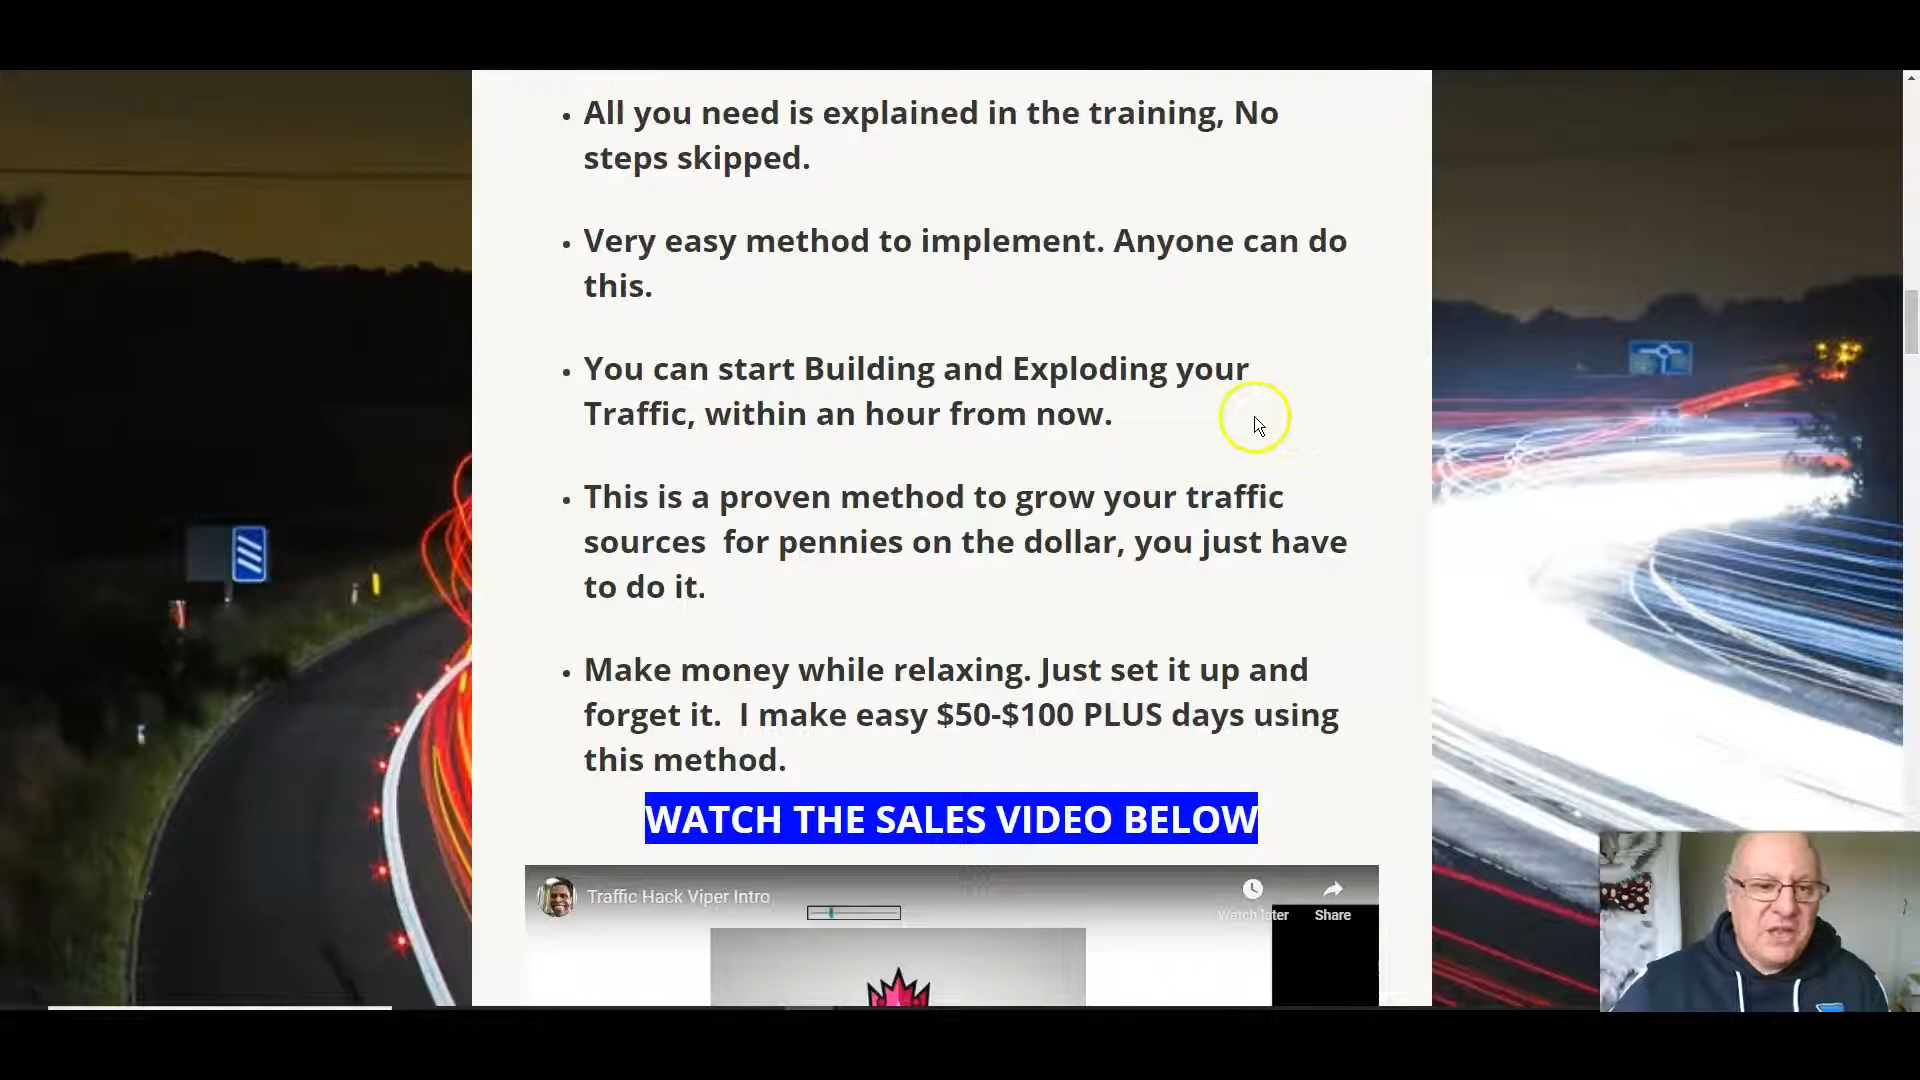 All you need is explained in the training, No
steps skipped.
Very easy method to implement. Anyone can do
this.
You can start Building and Exploding your
Traffic, within an hour from now.
This is a proven method to grow your traffic
sources  for pennies on the dollar, you just have
to do it.
Make money while relaxing. Just set it up and
forget it.  I make easy $50-$100 PLUS days using
this method.
WATCH THE SALES VIDEO BELOW
Traffic Hack Viper Intro
Watch later
Share